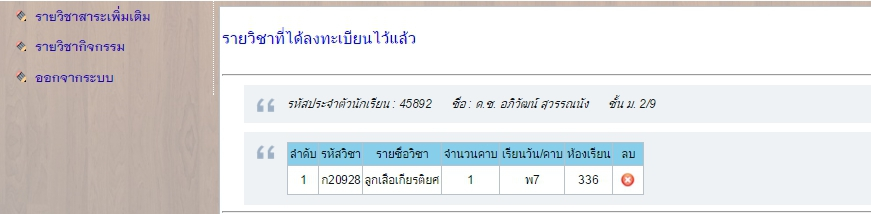 รายวิชาสาระเพิ่มเติม
รายวิชากิจกรรม
ออกจากระบบ
รายวิชาที่ได้ลงทะเบียนไว้แล้ว
รหัสประจำตัวนักเรียน : 45892 ชื่อ : ด.ช. อภิวัฒน์ สุวรรณนัง ชั้น ม. 2/9
ลำดับ รหัสวิชา รายชื่อวิชา จำนวนคาบ เรียนวัน/คาบ ห้องเรียน ลบ
1 ก20928 ลูกเสือเกียรติยศ 1 พ7 336